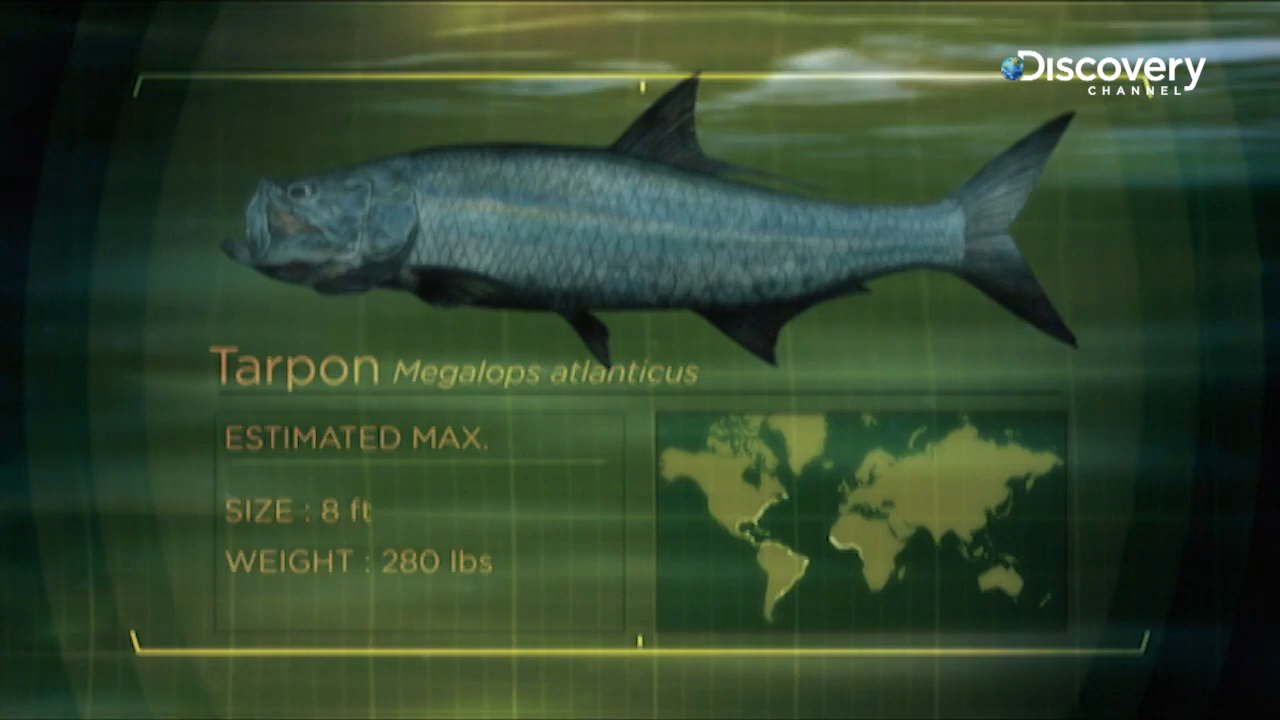 Discovery
CHANNEL
Tarpon Megalops atlanticus
ESTIMATED MAX.
SIZE : 8 ft
WEIGHT : 280 lbs